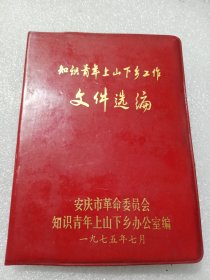 知识青年上山下乡工作
文件选编
安庆市革命委员会
知识青年上山下乡办公室编
一九七五年七月